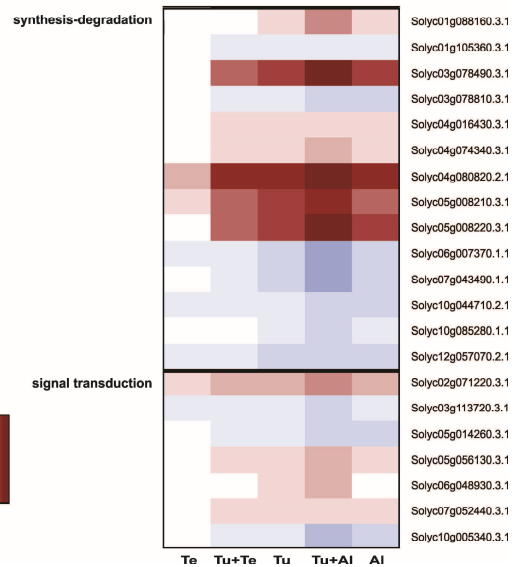 synthesis-degradation Solyc01g088160.3.1
Solyc01g105360.3.1
Solyc03g078490.3.1
Solyc03g078810.3.1
Solyc04g016430.3.1
Solyc04g074340.3.1
Solyc04g080820.2.1
Solyc05g008210.3.1
Solyc05g008220.3.1
Solyc06g007370.1.1
Solyc07g043490.1.1
Solyc10g044710.2.1
Solyc10g085280.1.1
Solyc12g057070.2.1
signal transduction Solyc02g071220.3.1
Solyc03g113720.3.1
Solyc05g014260.3.1
Solyc05g056130.3.1
Solyc06g048930.3.1
Solyc07g052440.3.1
Solyc10g005340.3.1
Te Tu+Te Tu Tu+Al Al